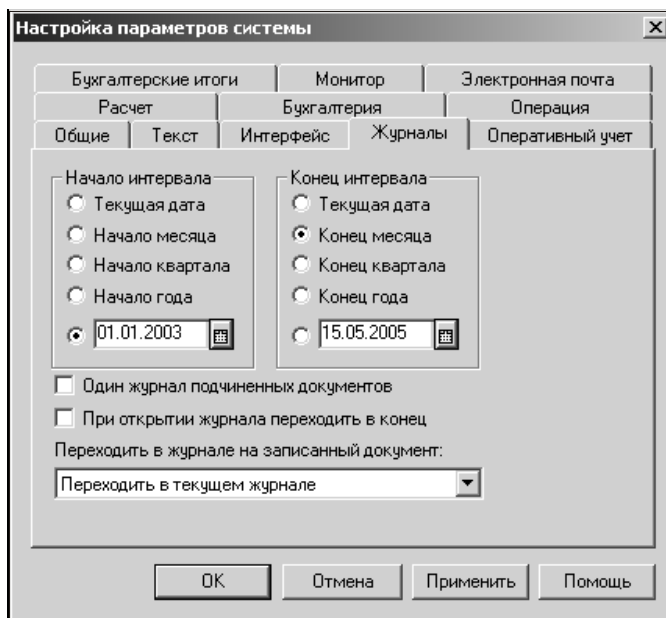 Настройка параметров системы
Бухгалтерские итоги Монитор Электронная почта
Расчет Бухгалтерия Операция
Общие Текст Интерфейс Журналы Оперативный учет
Начало интервала Конец интервала
Текущая дата Текущая дата
Начало месяца Конец месяца
Начало квартала Конец квартала
Начало года Конец года
01.01.2003 15.05.2005
Один журнал подчиненных документов
При открытии журнала переходить в конец
Переходить в журнале на записанный документ:
Переходить в текущем журнале
OK Отмена Применить Помощь